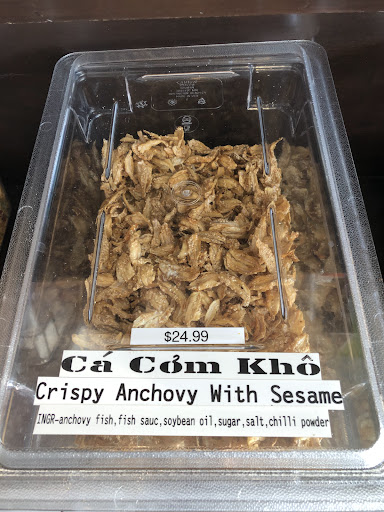 $24.99
Cá Cơm Khô
Crispy Anchovy With Sesame
INGR-anchovy fish,fish sauc,soybean oil,sugar,salt,chilli powder